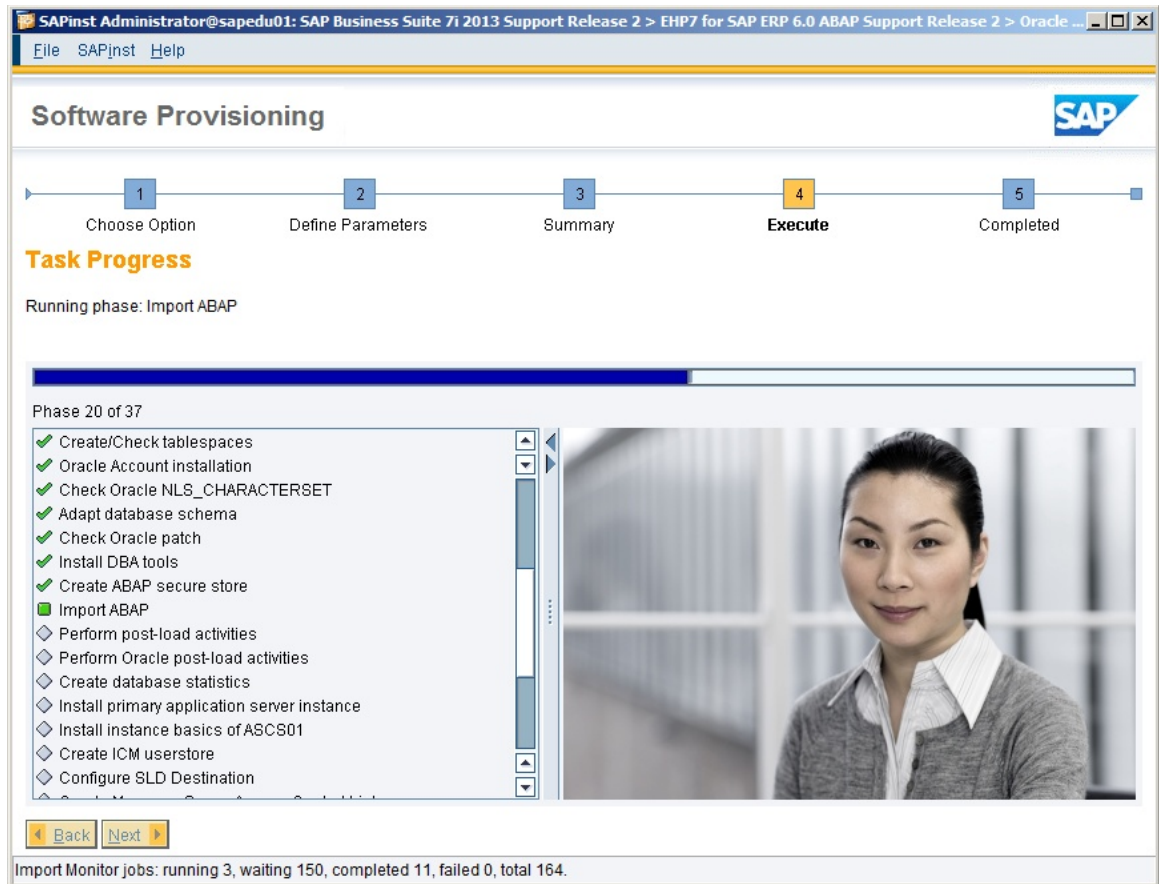 SAPinst Administrator@sapedu01: SAP Business Suite 7i 2013 Support Release 2 > EHP7 for SAP ERP 6.0 ABAP Support Release 2 > Oracle ...
File SAPinst Help
Software Provisioning
SAP
1 2 3 4 5
Choose Option Define Parameters Summary Execute Completed
Task Progress
Running phase: Import ABAP
Phase 20 of 37
Create/Check tablespaces
Oracle Account installation
Check Oracle NLS_CHARACTERSET
Adapt database schema
Check Oracle patch
Install DBA tools
Create ABAP secure store
Import ABAP
Perform post-load activities
Perform Oracle post-load activities
Create database statistics
Install primary application server instance
Install instance basics of ASCS01
Create ICM userstore
Configure SLD Destination
Back Next
Import Monitor jobs: running 3, waiting 150, completed 11, failed 0, total 164.